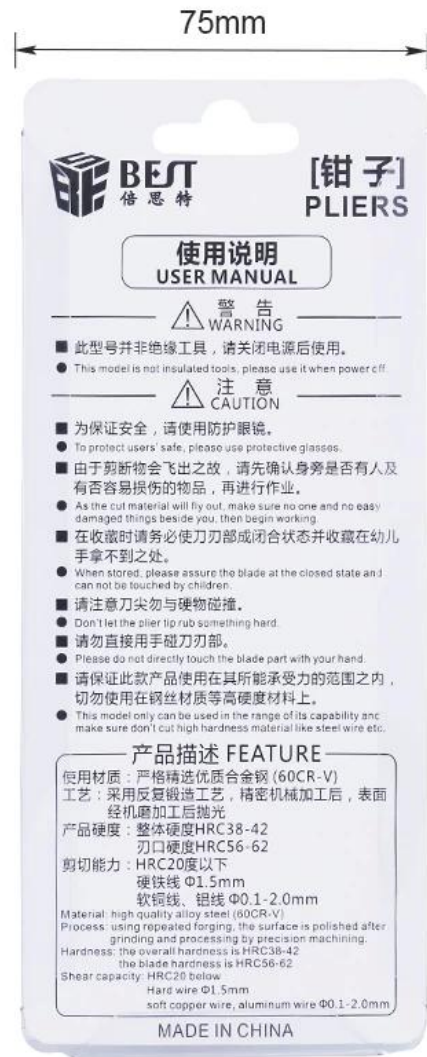 75mm
BEST
倍思特
[钳子]
PLIERS
使用说明
USER MANUAL
警 告
WARNING
■ 此型号并非绝缘工具，请关闭电源后使用。
● This model is not insulated tools, please use it when power off.
注 意
CAUTION
■ 为保证安全，请使用防护眼镜。
● To protect users' safe, please use protective glasses.
■ 由于剪断物会飞出之故，请先确认身旁是否有人及
有否容易损伤的物品，再进行作业。
● As the cut material will fly out, make sure no one and no easy
damaged things beside you, then begin working.
■ 在收藏时请务必使刀刃部成闭合状态并收藏在幼儿
手拿不到之处。
● When stored, please assure the blade at the closed state and
can not be touched by children.
■ 请注意刀尖勿与硬物碰撞。
● Don't let the plier tip rub something hard.
■ 请勿直接用手碰刀刃部。
● Please do not directly touch the blade part with your hand.
■ 请保证此款产品使用在其所能承受力的范围之内，
切勿使用在钢丝材质等高硬度材料上。
● This model only can be used in the range of its capability and
make sure don't cut high hardness material like steel wire etc.
产品描述 FEATURE
使用材质：严格精选优质合金钢 (60CR-V)
工艺：采用反复锻造工艺，精密机械加工后，表面
经机磨加工后抛光
产品硬度：整体硬度HRC38-42
刃口硬度HRC56-62
剪切能力：HRC20度以下
硬铁线 Φ1.5mm
软铜线、铝线 Φ0.1-2.0mm
Material: high quality alloy steel (60CR-V)
Process: using repeated forging, the surface is polished after
grinding and processing by precision machining.
Hardness: the overall hardness is HRC38-42
the blade hardness is HRC56-62
Shear capacity: HRC20 below
Hard wire Φ1.5mm
soft copper wire, aluminum wire Φ0.1-2.0mm
MADE IN CHINA